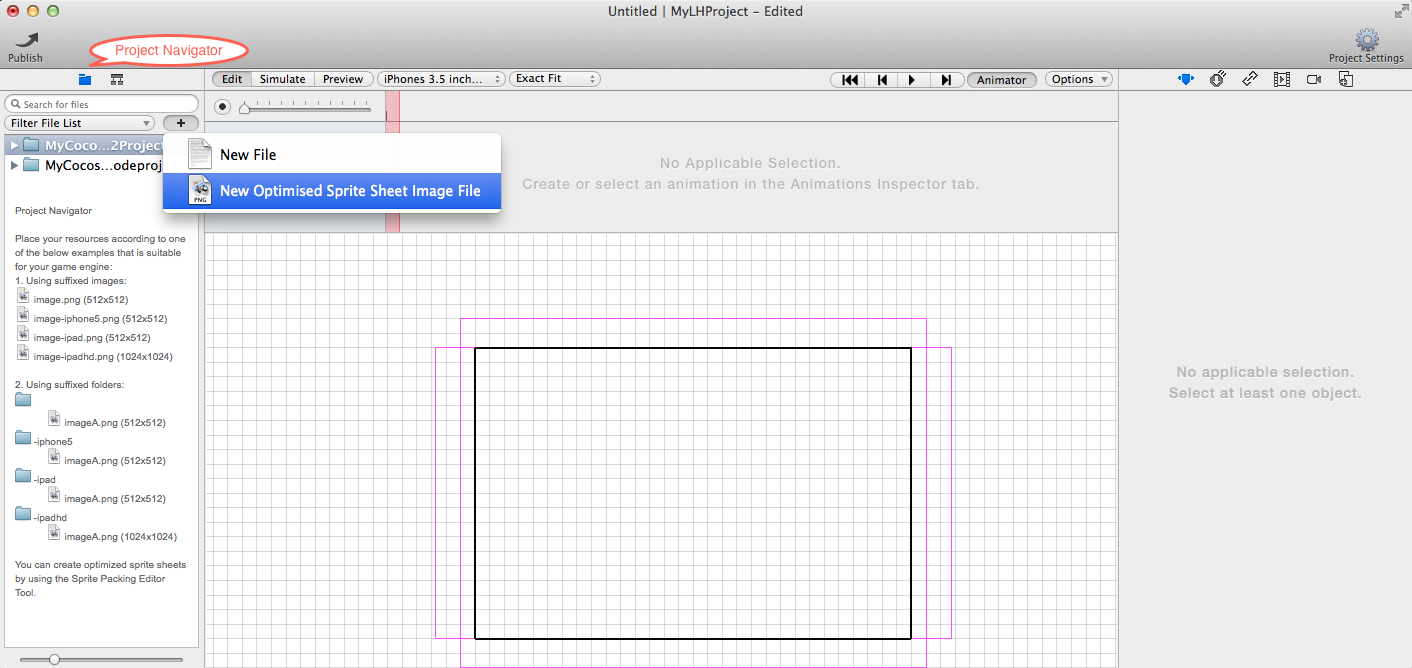 Untitled | MyLHProject – Edited
Publish
Project Navigator
Project Settings
Edit
Simulate
Preview
iPhones 3.5 inch...
Exact Fit
Animator
Options
Search for files
Filter File List
+
MyCoco...2Project
MyCocos...odeproj
New File
PNG
New Optimised Sprite Sheet Image File
No Applicable Selection.
Create or select an animation in the Animations Inspector tab.
Project Navigator
Place your resources according to one
of the below examples that is suitable
for your game engine:
1. Using suffixed images:
image.png (512x512)
image-iphone5.png (512x512)
image-ipad.png (512x512)
image-ipadhd.png (1024x1024)
2. Using suffixed folders:
imageA.png (512x512)
-iphone5
imageA.png (512x512)
-ipad
imageA.png (512x512)
-ipadhd
imageA.png (1024x1024)
You can create optimized sprite sheets
by using the Sprite Packing Editor
Tool.
No applicable selection.
Select at least one object.